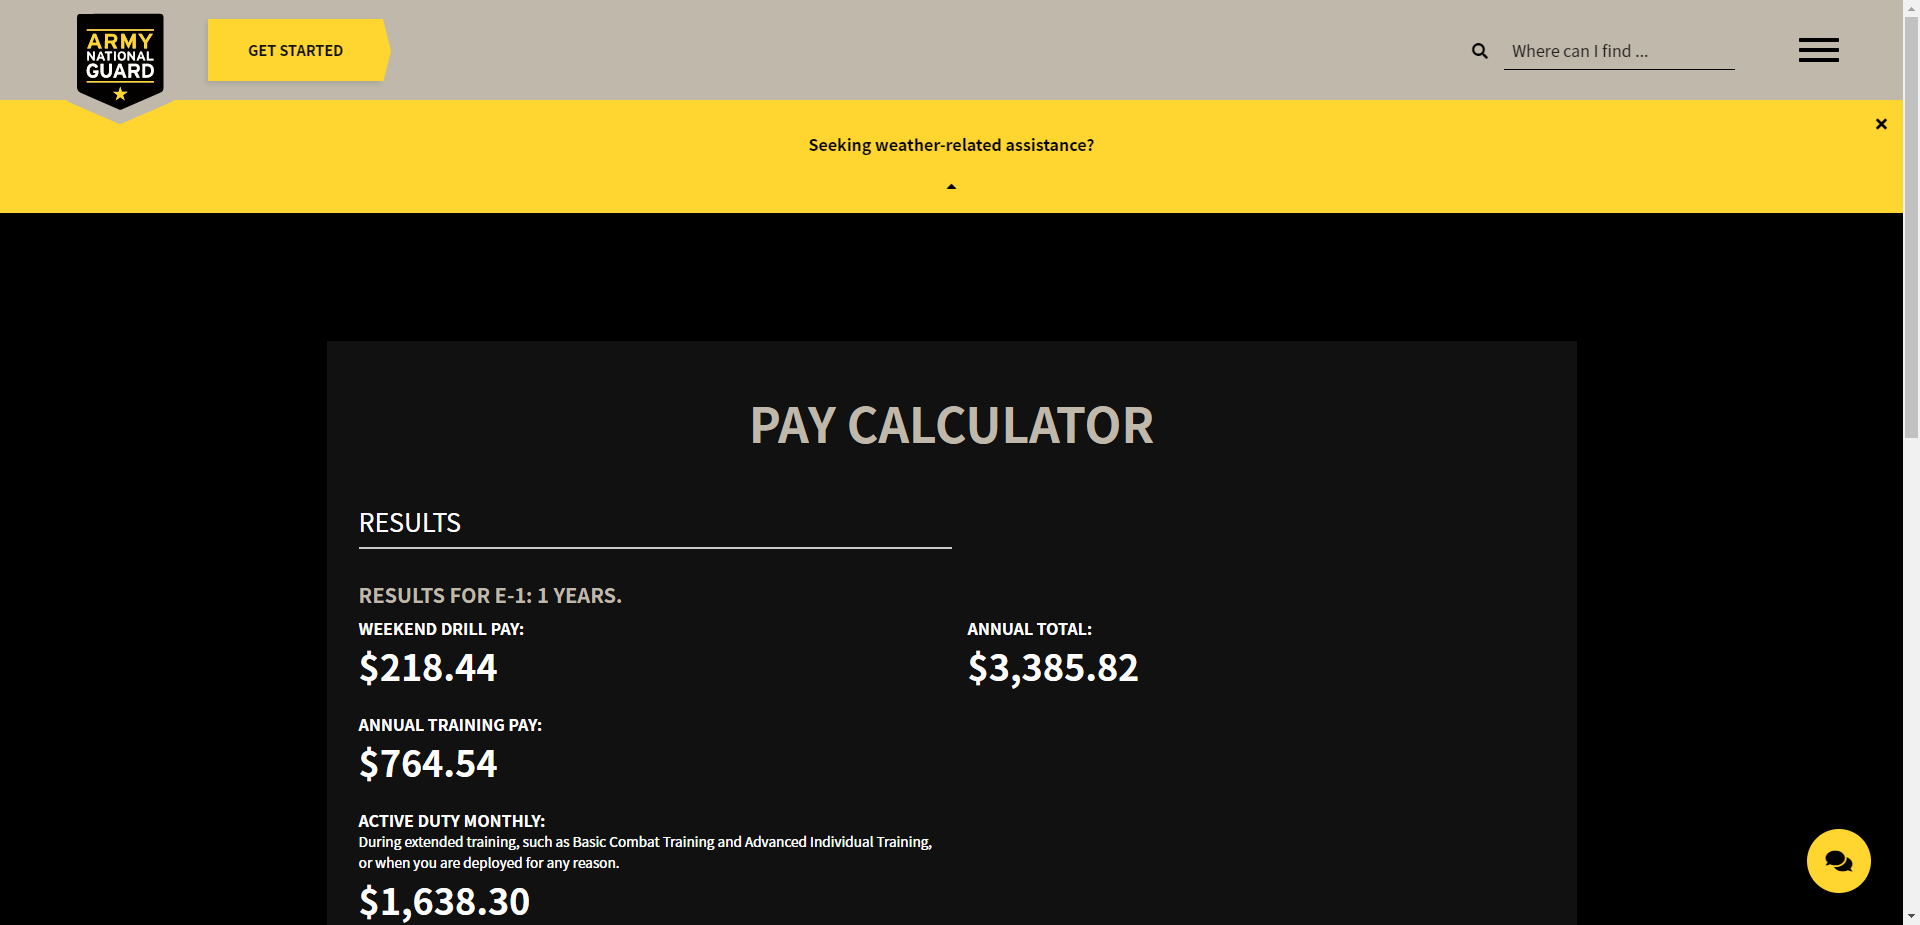 ARMY
NATIONAL
GUARD
GET STARTED
Where can I find ...
Seeking weather-related assistance?
PAY CALCULATOR
RESULTS
RESULTS FOR E-1: 1 YEARS.
WEEKEND DRILL PAY:
$218.44
ANNUAL TOTAL:
$3,385.82
ANNUAL TRAINING PAY:
$764.54
ACTIVE DUTY MONTHLY:
During extended training, such as Basic Combat Training and Advanced Individual Training,
or when you are deployed for any reason.
$1,638.30